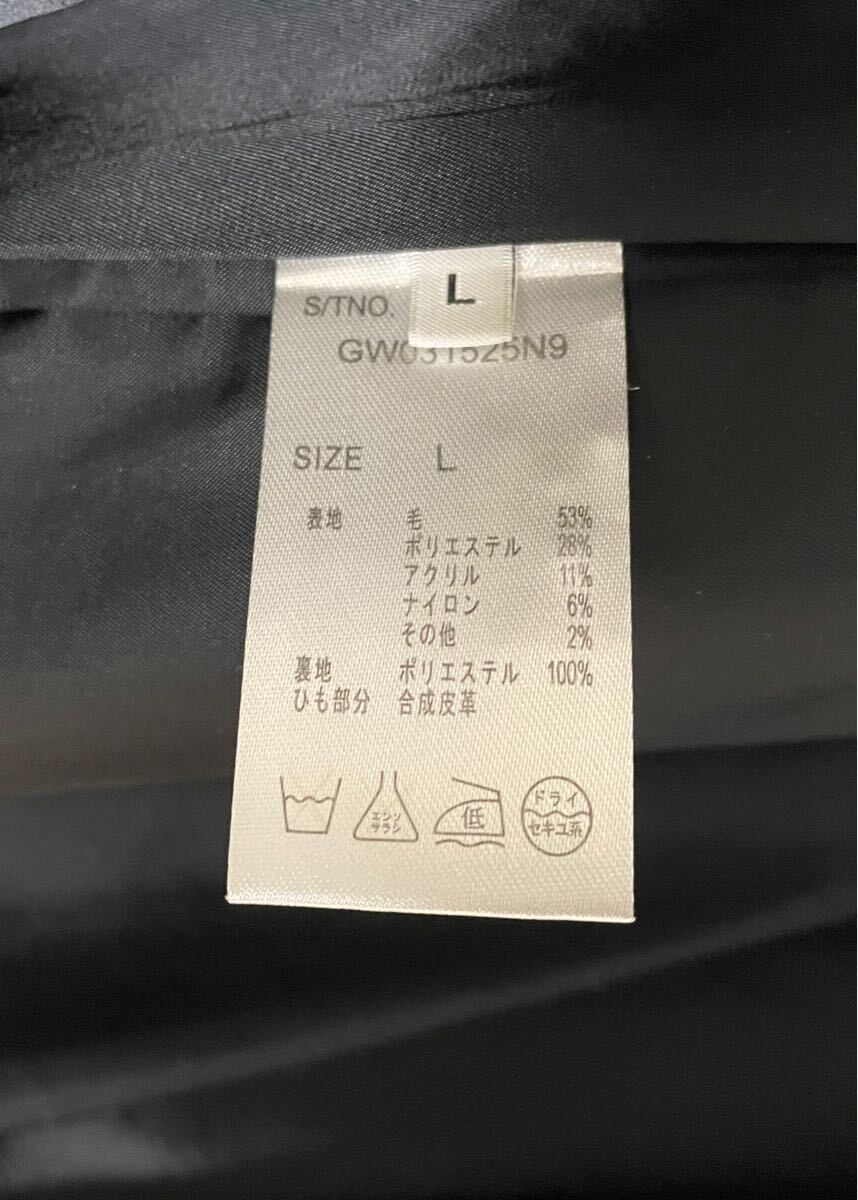 L
S/TNO.
GW031525N9
SIZE L
表地 毛 53%
ポリエステル 28%
アクリル 11%
ナイロン 6%
その他 2%
裏地 ポリエステル 100%
ひも部分 合成皮革
エンソ
サラシ
低
ドライ
セキユ系